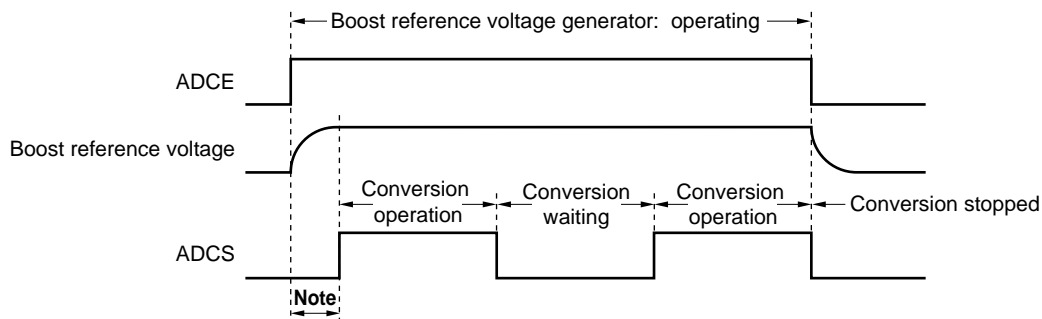 Boost reference voltage generator: operating
ADCE
Boost reference voltage
Conversion
operation
Conversion
waiting
Conversion
operation
Conversion stopped
ADCS
Note